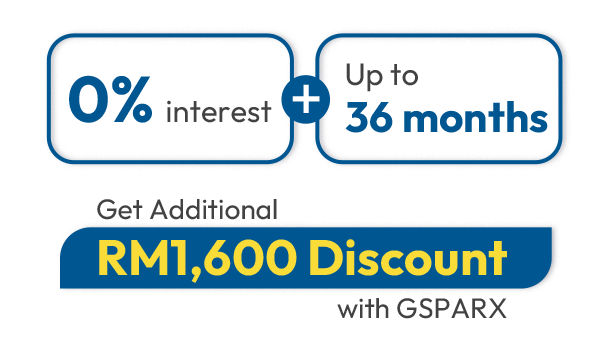 0% interest
+
Up to
36 months
Get Additional
RM1,600 Discount
with GSPARX